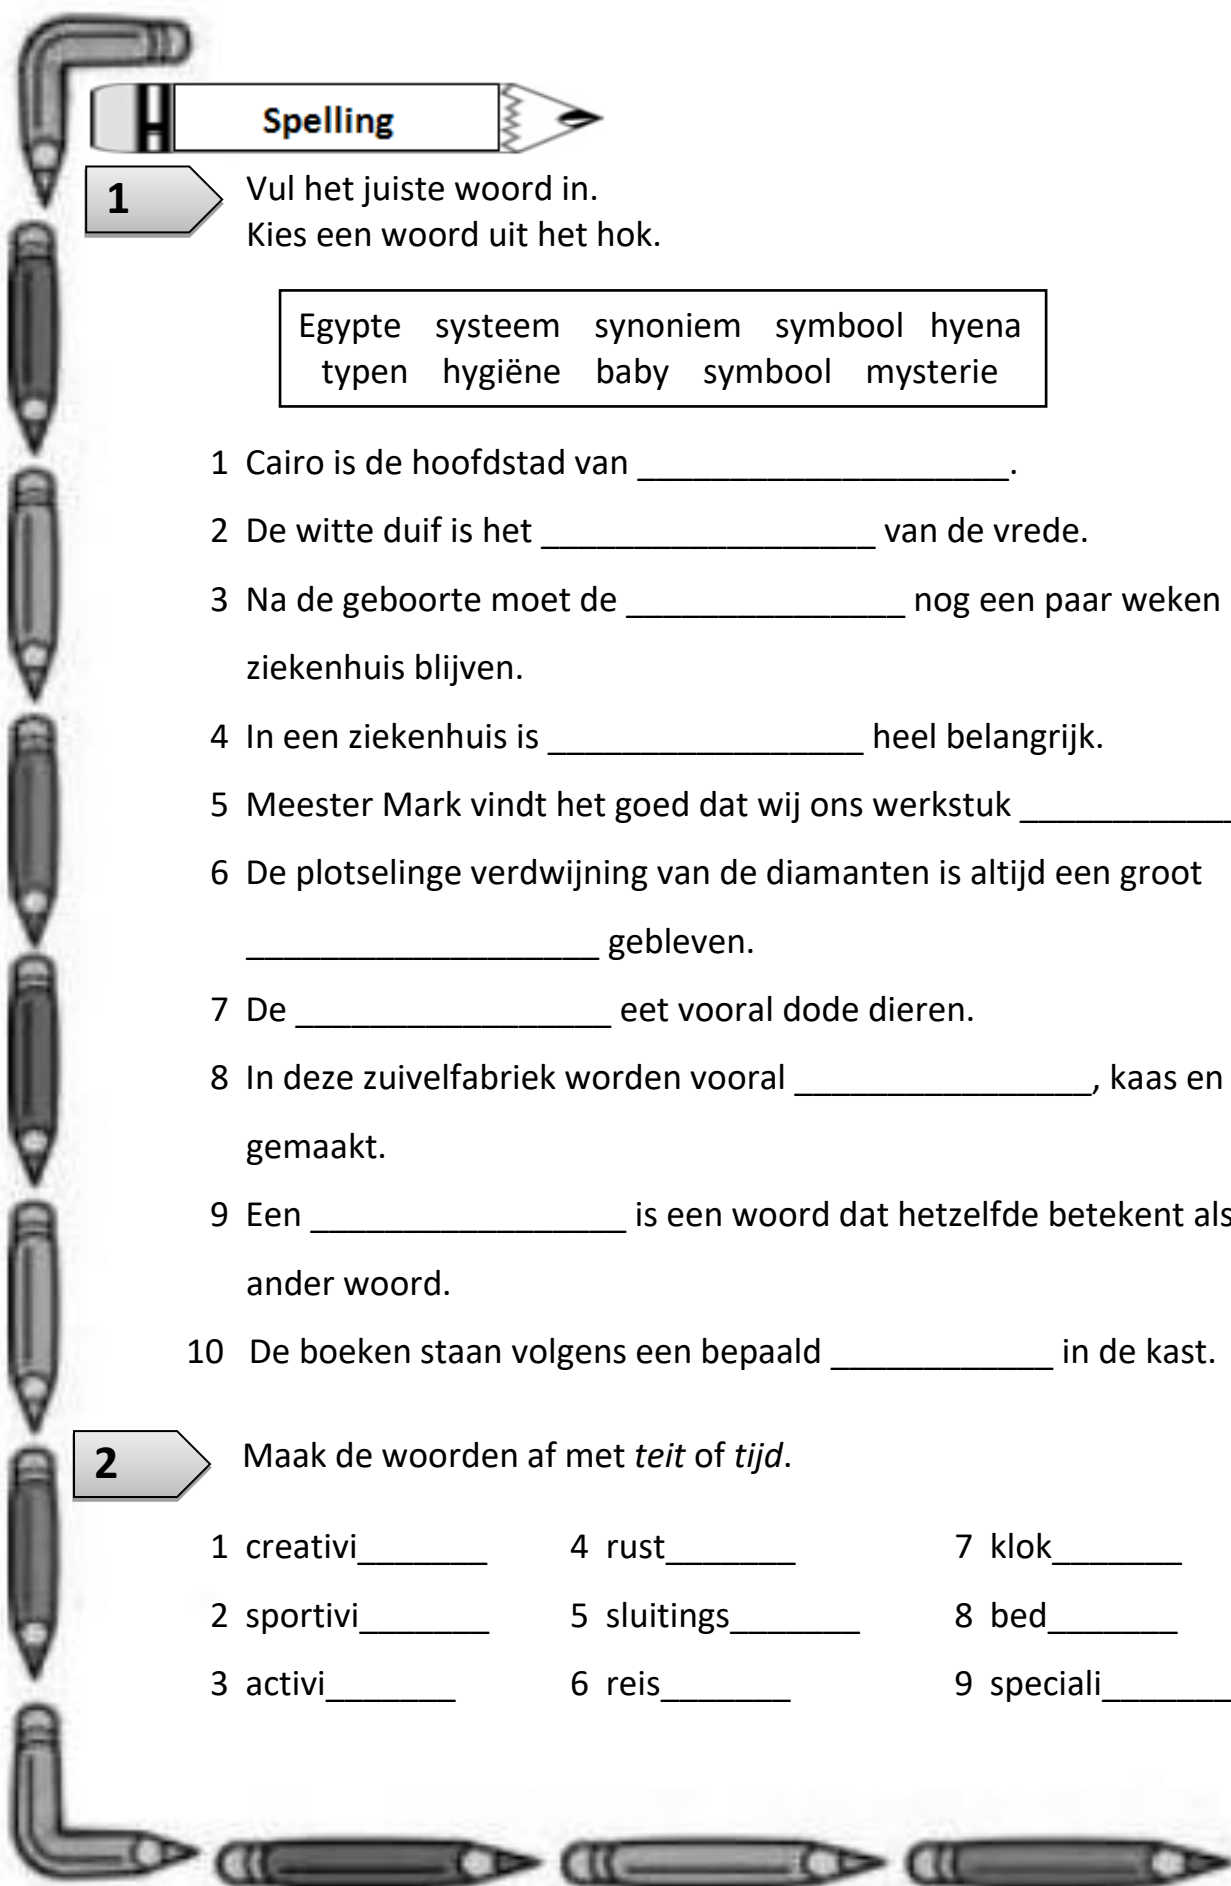 Spelling
1 Vul het juiste woord in.
Kies een woord uit het hok.
Egypte systeem synoniem symbool hyena
typen hygiëne baby symbool mysterie
1 Cairo is de hoofdstad van ____________________.
2 De witte duif is het __________________ van de vrede.
3 Na de geboorte moet de _______________ nog een paar weken
ziekenhuis blijven.
4 In een ziekenhuis is _________________ heel belangrijk.
5 Meester Mark vindt het goed dat wij ons werkstuk ____________
6 De plotselinge verdwijning van de diamanten is altijd een groot
___________________ gebleven.
7 De _________________ eet vooral dode dieren.
8 In deze zuivelfabriek worden vooral ________________, kaas en
gemaakt.
9 Een _________________ is een woord dat hetzelfde betekent als
ander woord.
10 De boeken staan volgens een bepaald ____________ in de kast.
2 Maak de woorden af met teit of tijd.
1 creativi_______ 4 rust_______ 7 klok_______
2 sportivi_______ 5 sluitings_______ 8 bed_______
3 activi_______ 6 reis_______ 9 speciali_______